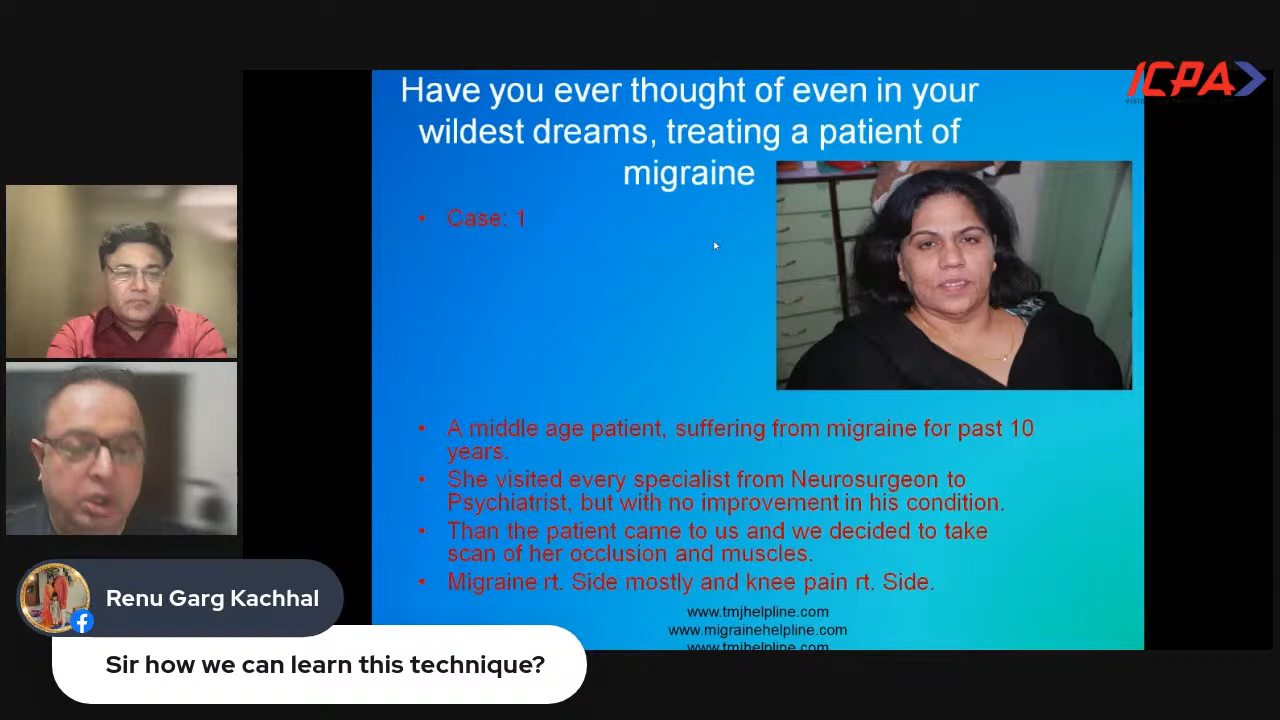 Have you ever thought of even in your
wildest dreams, treating a patient of
migraine
ICPA
• Case: 1
• A middle age patient, suffering from migraine for past 10
years.
• She visited every specialist from Neurosurgeon to
Psychiatrist, but with no improvement in his condition.
• Than the patient came to us and we decided to take
scan of her occlusion and muscles.
• Migraine rt. Side mostly and knee pain rt. Side.
www.tmjhelpline.com
www.migrainehelpline.com
www.tmjhelpline.com
Renu Garg Kachhal
Sir how we can learn this technique?